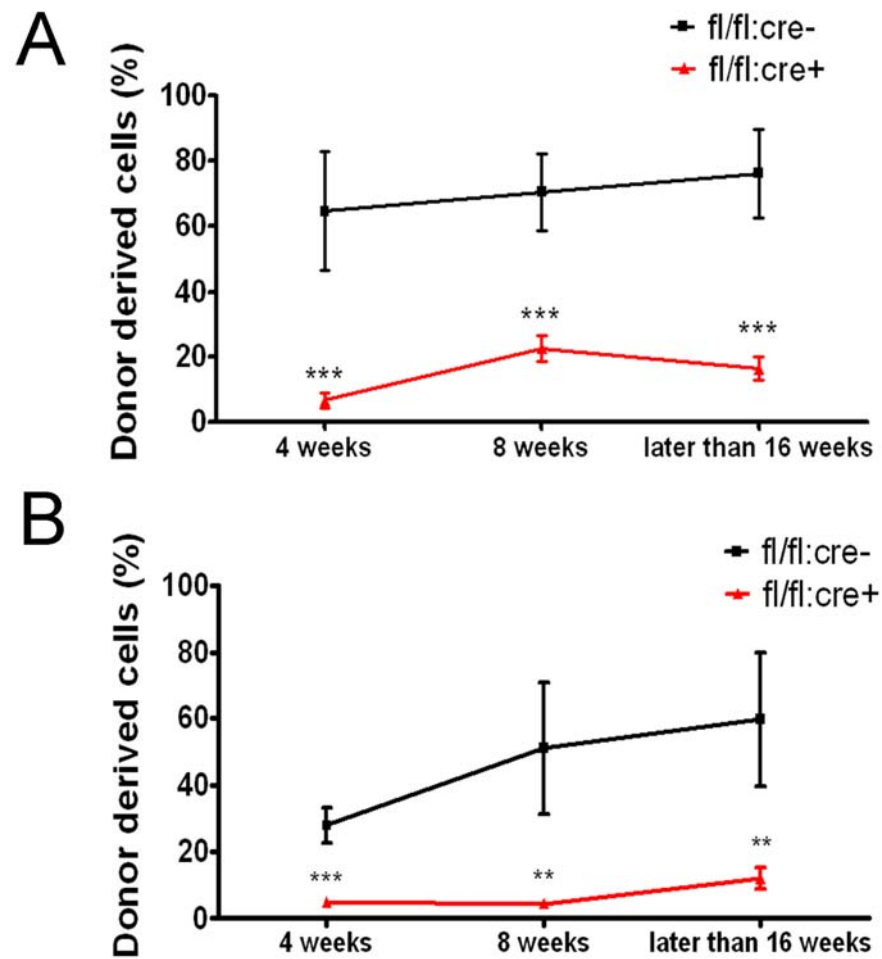 A
fl/fl:cre-
fl/fl:cre+
Donor derived cells (%)
100
80
60
40
20
0
***
***
***
4 weeks
8 weeks
later than 16 weeks
B
fl/fl:cre-
fl/fl:cre+
Donor derived cells (%)
100
80
60
40
20
0
***
**
**
4 weeks
8 weeks
later than 16 weeks